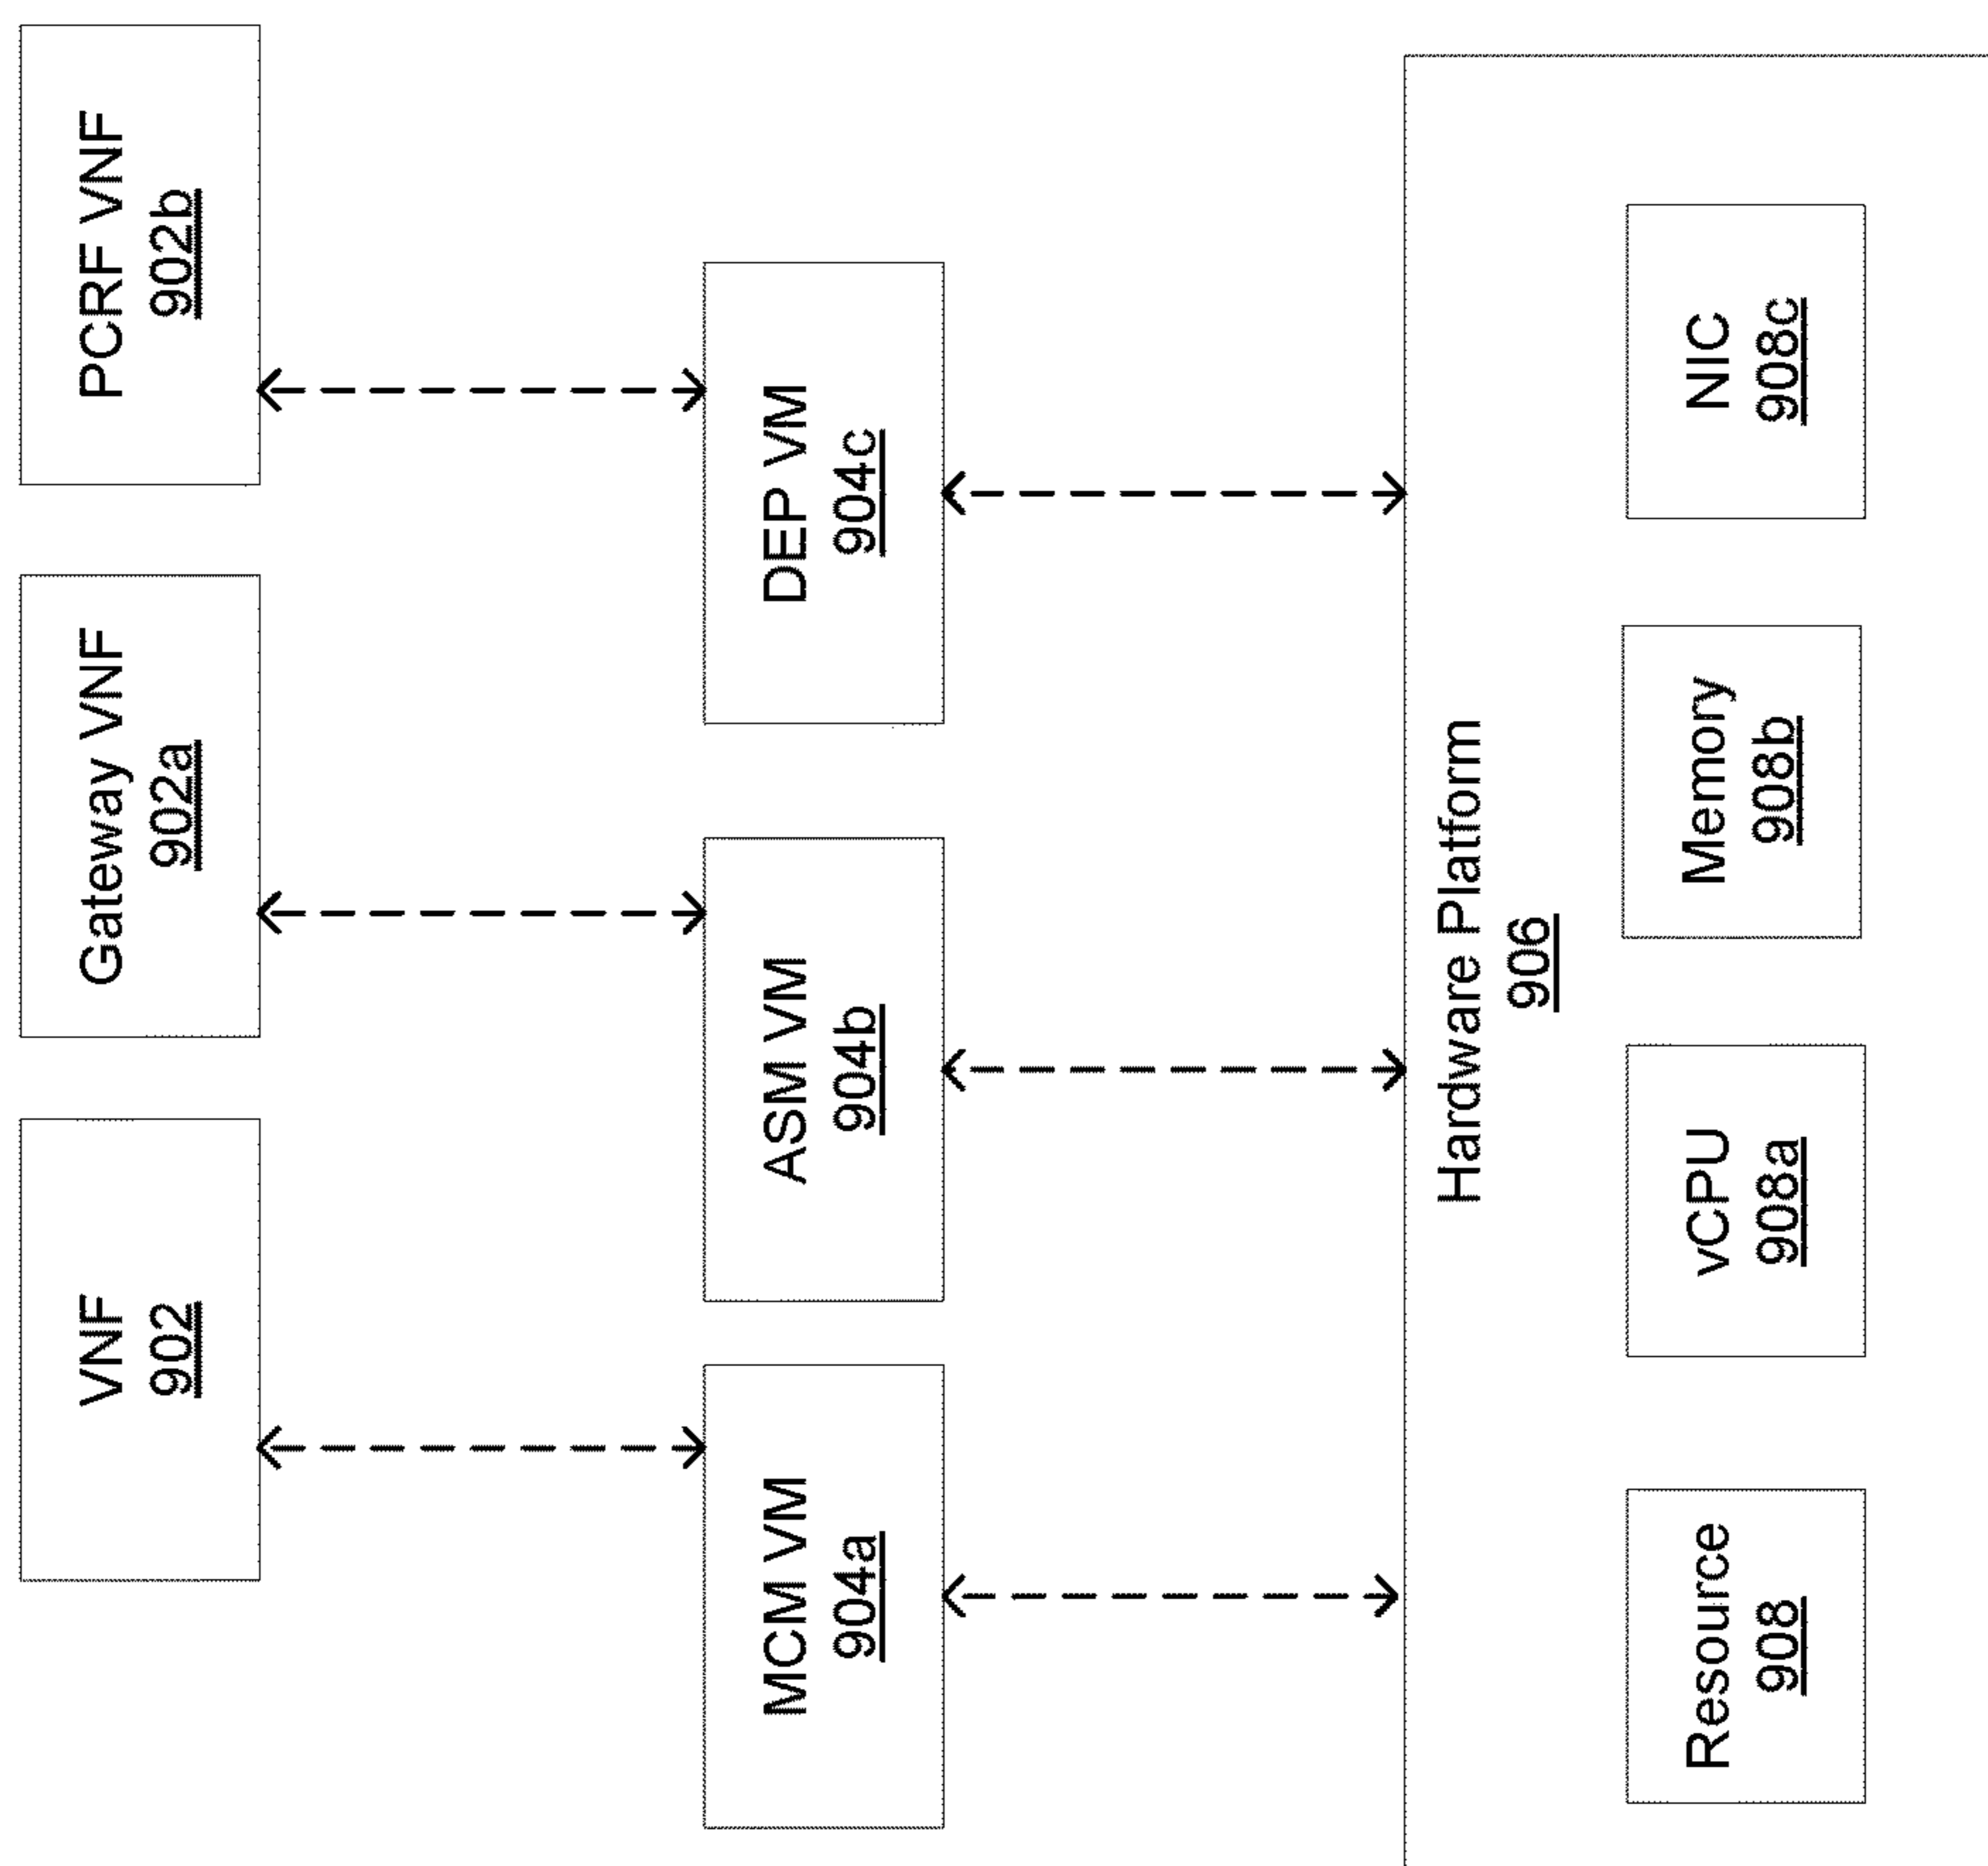 VNF
902
Gateway VNF
902a
PCRF VNF
902b
MCM VM
904a
ASM VM
904b
DEP VM
904c
Hardware Platform
906
Resource
908
vCPU
908a
Memory
908b
NIC
908c